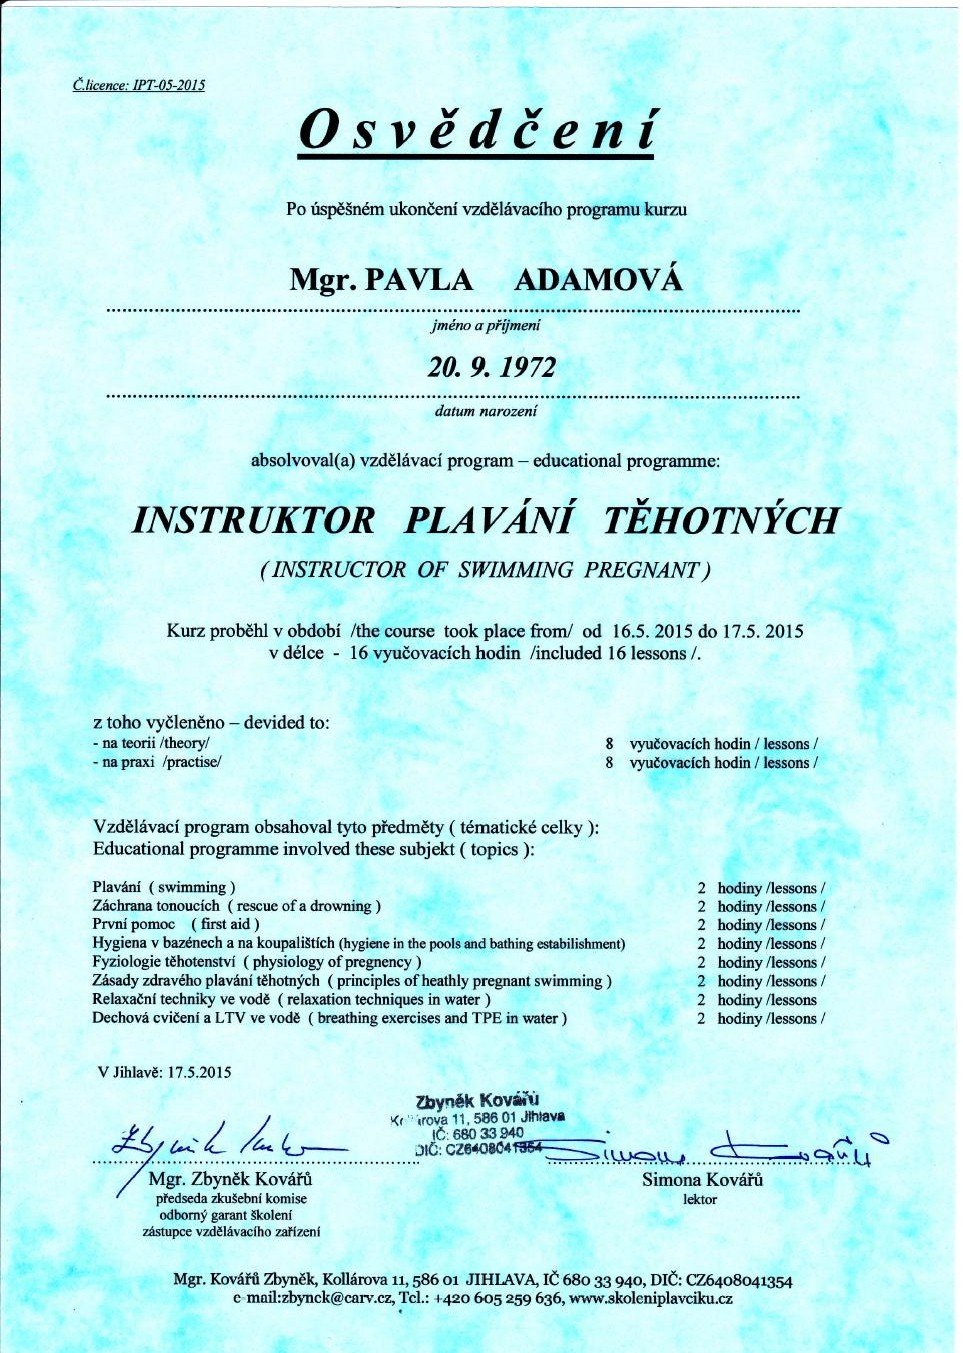 Č.licence: IPT-05-2015
Osvědčení
Po úspěšném ukončení vzdělávacího programu kurzu
Mgr. PAVLA ADAMOVÁ
jméno a příjmení
20. 9. 1972
datum narození
absolvoval(a) vzdělávací program – educational programme:
INSTRUKTOR PLAVÁNÍ TĚHOTNÝCH
( INSTRUCTOR OF SWIMMING PREGNANT )
Kurz proběhl v období /the course took place from/ od 16.5. 2015 do 17.5. 2015
v délce - 16 vyučovacích hodin /included 16 lessons /.
z toho vyčleněno – devided to:
- na teorii /theory/ 8 vyučovacích hodin / lessons /
- na praxi /practise/ 8 vyučovacích hodin / lessons /
Vzdělávací program obsahoval tyto předměty ( tématické celky ):
Educational programme involved these subjekt ( topics ):
Plavání ( swimming ) 2 hodiny /lessons /
Záchrana tonoucích ( rescue of a drowning ) 2 hodiny /lessons /
První pomoc ( first aid ) 2 hodiny /lessons /
Hygiena v bazénech a na koupalištích (hygiene in the pools and bathing estabilishment) 2 hodiny /lessons /
Fyziologie těhotenství ( physiology of pregnency ) 2 hodiny /lessons /
Zásady zdravého plavání těhotných ( principles of heathly pregnant swimming ) 2 hodiny /lessons /
Relaxační techniky ve vodě ( relaxation techniques in water ) 2 hodiny /lessons
Dechová cvičení a LTV ve vodě ( breathing exercises and TPE in water ) 2 hodiny /lessons /
V Jihlavě: 17.5.2015
Zbyněk Kovářů
11, 586 01 Jihlava
IČ: 680 33 940
DIČ: CZ6408041354
Simona Kovářů
Mgr. Zbyněk Kovářů
předseda zkušební komise
odborný garant školení
zástupce vzdělávacího zařízení
Simona Kovářů
lektor
Mgr. Kovářů Zbyněk, Kollárova 11, 586 01 JIHLAVA, IČ 680 33 940, DIČ: CZ6408041354
e-mail:zbynek@carv.cz, Tel.: +420 605 259 636, www.skoleniplavciku.cz